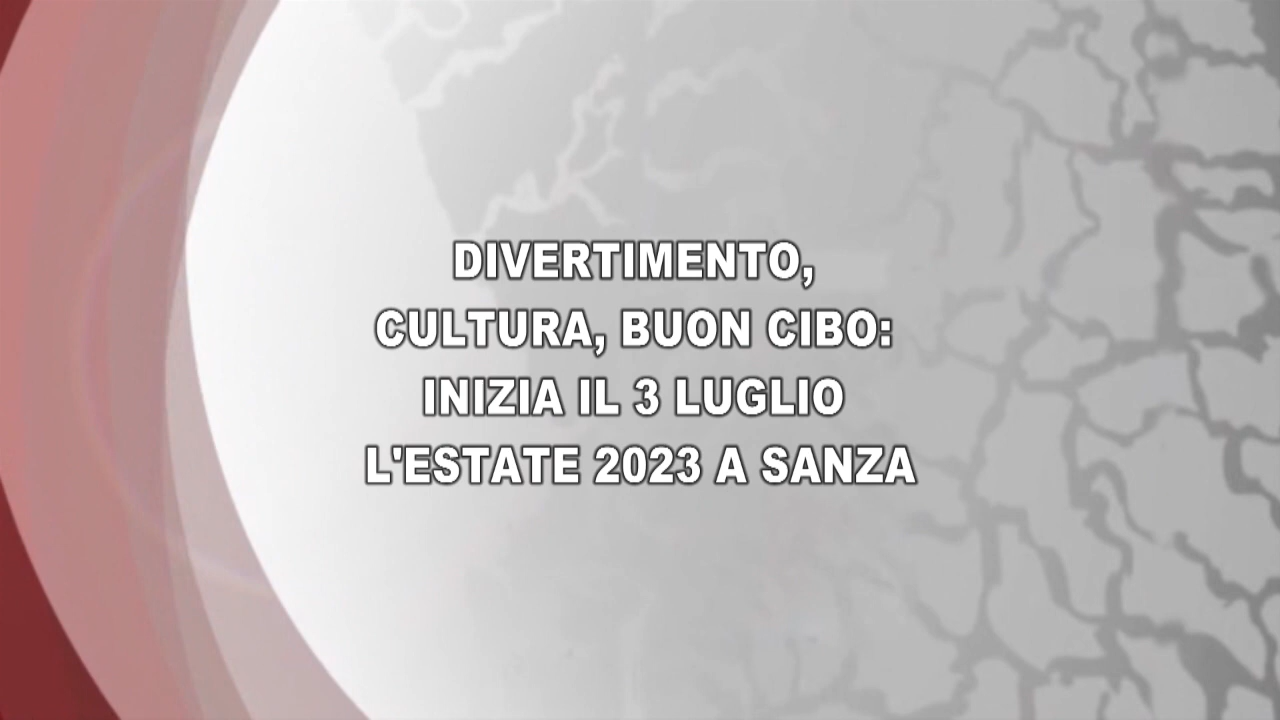 DIVERTIMENTO,
CULTURA, BUON CIBO:
INIZIA IL 3 LUGLIO
L'ESTATE 2023 A SANZA